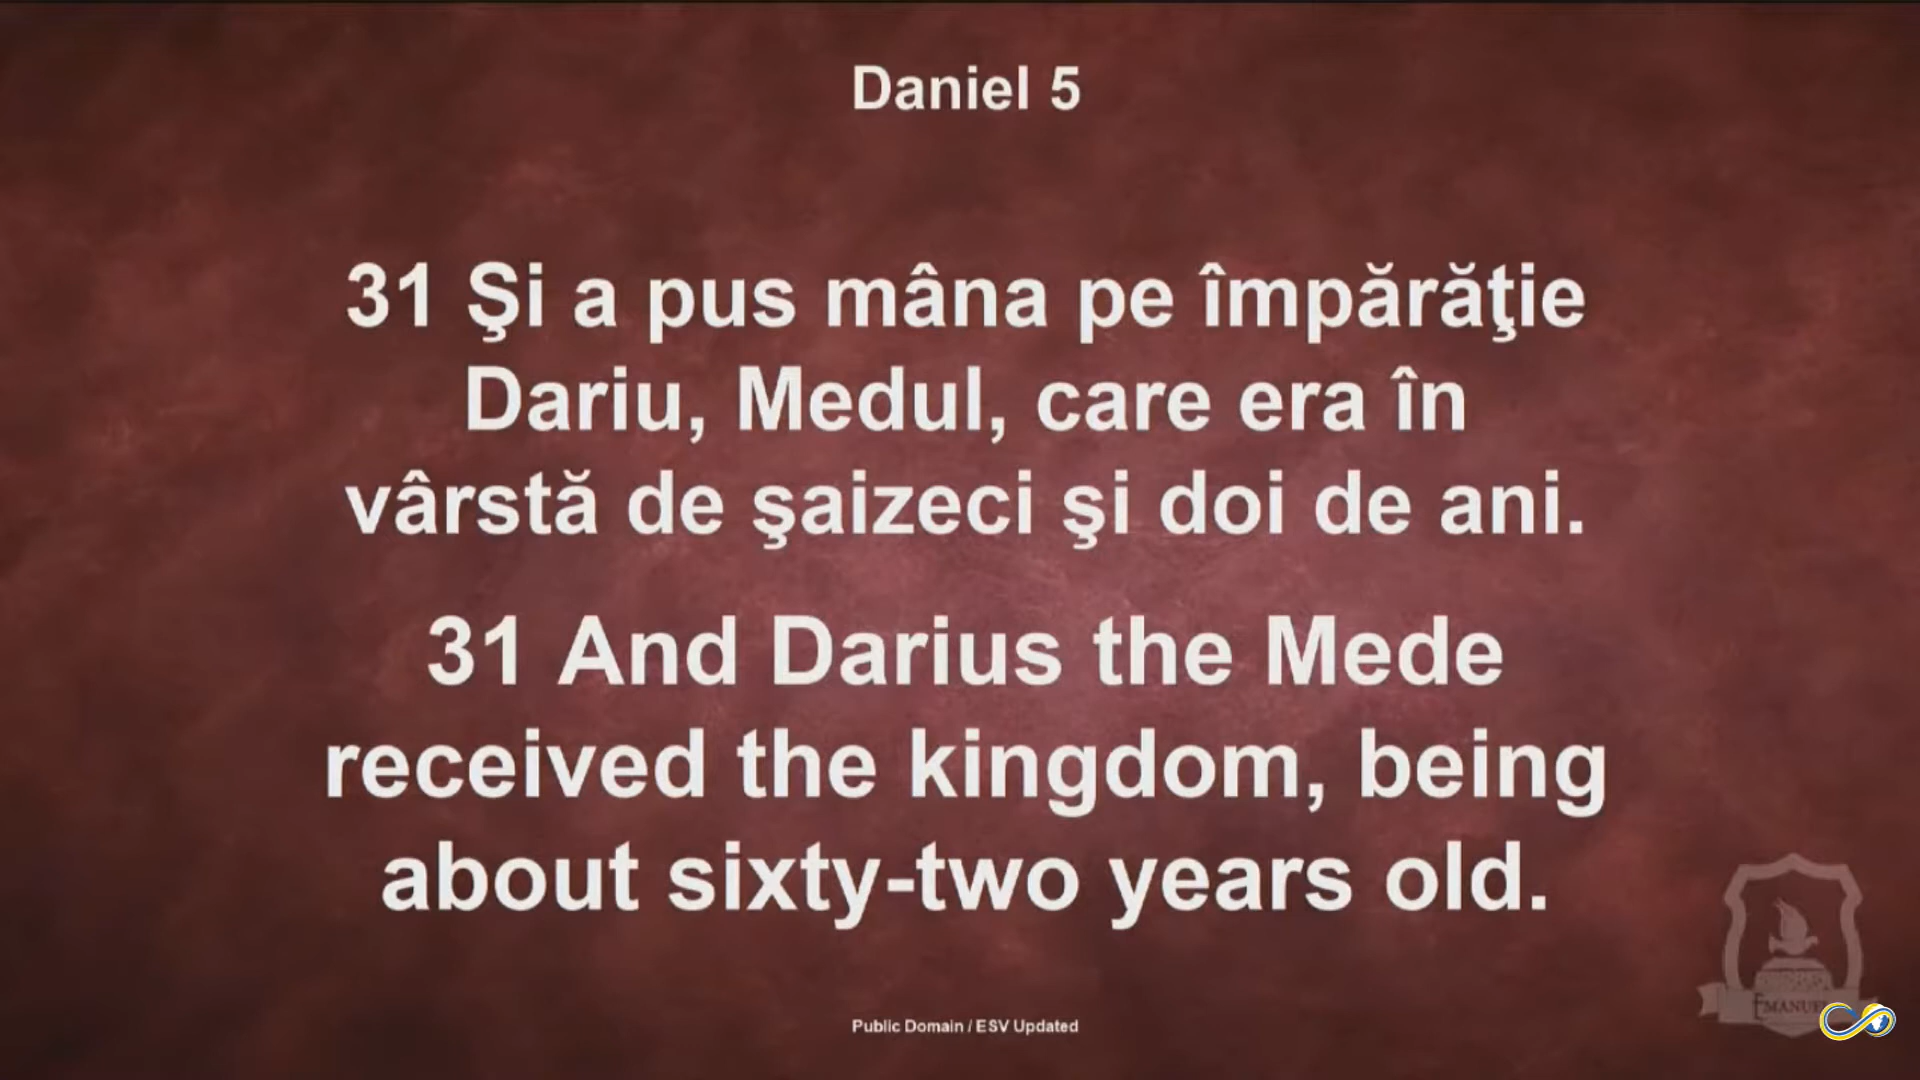 Daniel 5
31 Şi a pus mâna pe împărăţie
Dariu, Medul, care era în
vârstă de şaizeci şi doi de ani.
31 And Darius the Mede
received the kingdom, being
about sixty-two years old.
Public Domain / ESV Updated